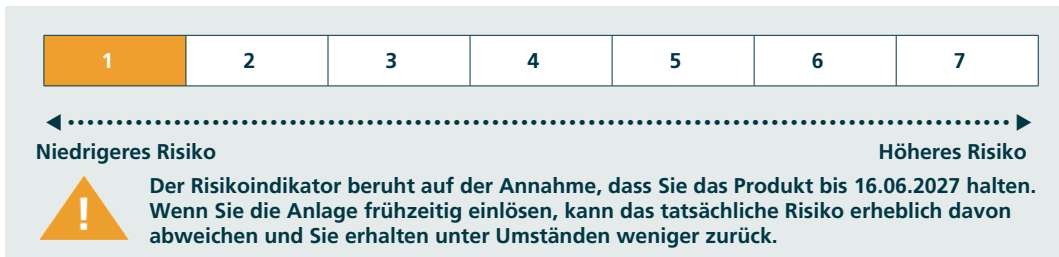 1 2 3 4 5 6 7
Niedrigeres Risiko Höheres Risiko
Der Risikoindikator beruht auf der Annahme, dass Sie das Produkt bis 16.06.2027 halten.
Wenn Sie die Anlage frühzeitig einlösen, kann das tatsächliche Risiko erheblich davon
abweichen und Sie erhalten unter Umständen weniger zurück.